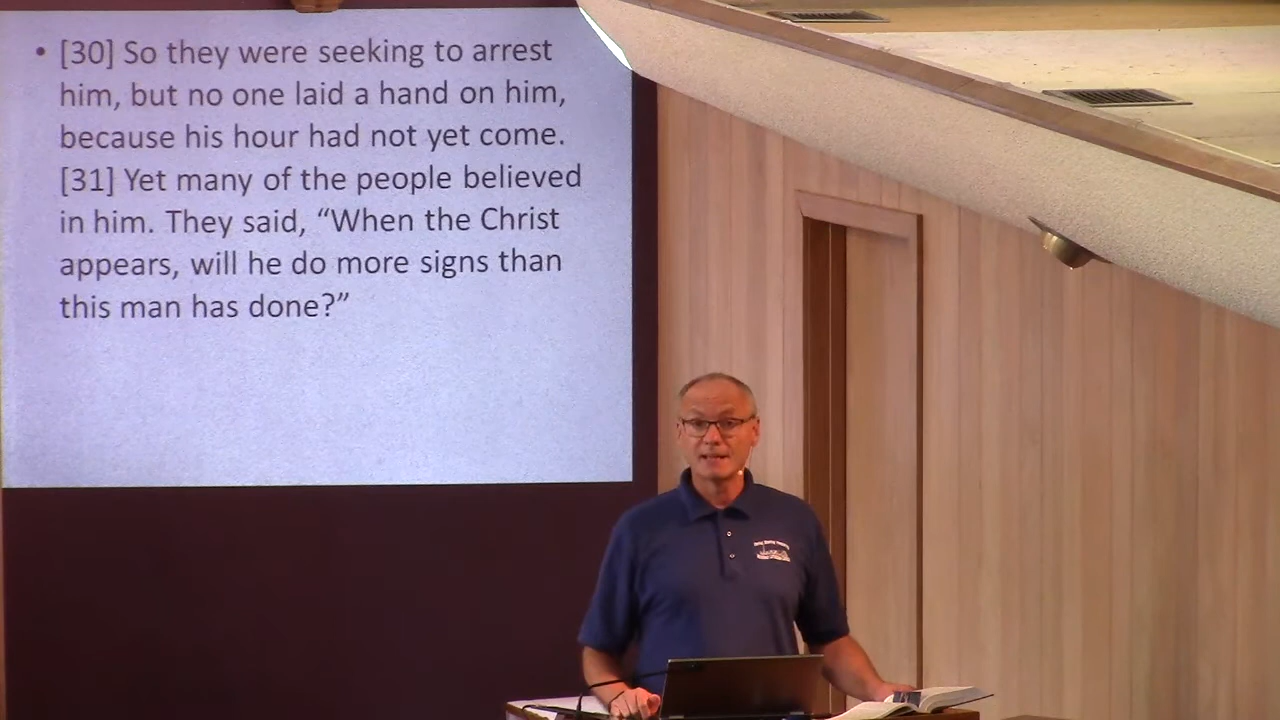 • [30] So they were seeking to arrest
him, but no one laid a hand on him,
because his hour had not yet come.
[31] Yet many of the people believed
in him. They said, “When the Christ
appears, will he do more signs than
this man has done?”